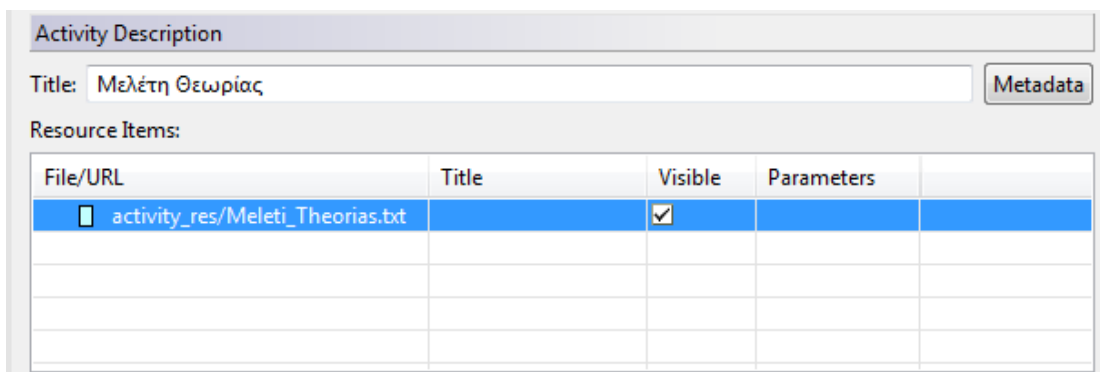 Activity Description
Title: Μελέτη Θεωρίας Metadata
Resource Items:
File/URL Title Visible Parameters
activity_res/Meleti_Theorias.txt